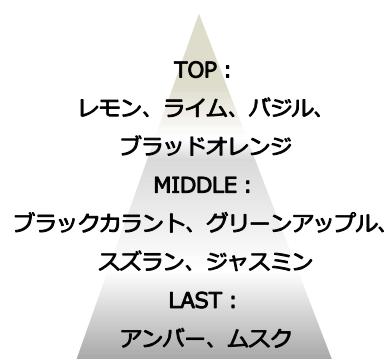 TOP：
レモン、ライム、バジル、
ブラッドオレンジ
MIDDLE：
ブラックカラント、グリーンアップル、
スズラン、ジャスミン
LAST：
アンバー、ムスク